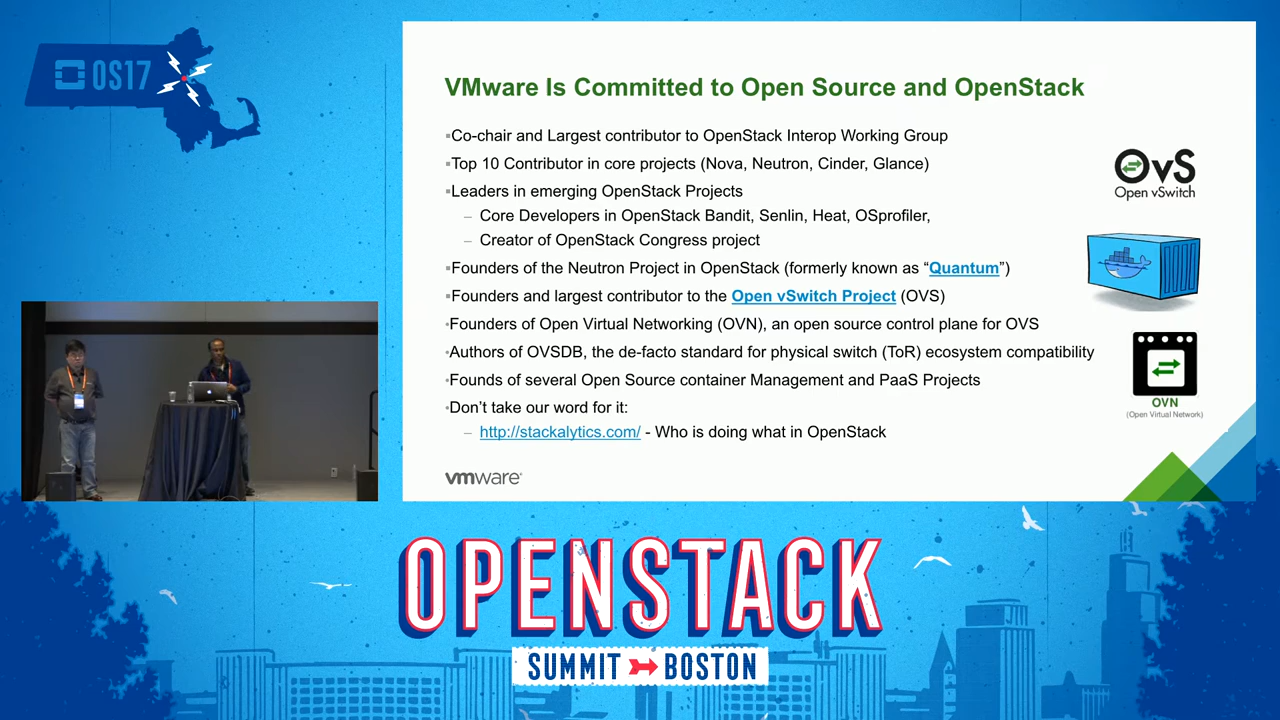 OS17
VMware Is Committed to Open Source and OpenStack
Co-chair and Largest contributor to OpenStack Interop Working Group
Top 10 Contributor in core projects (Nova, Neutron, Cinder, Glance)
Leaders in emerging OpenStack Projects
– Core Developers in OpenStack Bandit, Senlin, Heat, OSprofiler,
– Creator of OpenStack Congress project
Founders of the Neutron Project in OpenStack (formerly known as “Quantum”)
Founders and largest contributor to the Open vSwitch Project (OVS)
Founders of Open Virtual Networking (OVN), an open source control plane for OVS
Authors of OVSDB, the de-facto standard for physical switch (ToR) ecosystem compatibility
Founds of several Open Source container Management and PaaS Projects
Don’t take our word for it:
– http://stackalytics.com/ - Who is doing what in OpenStack
OvS
Open vSwitch
OVN
(Open Virtual Network)
vmware®
OPENSTACK
SUMMIT BOSTON